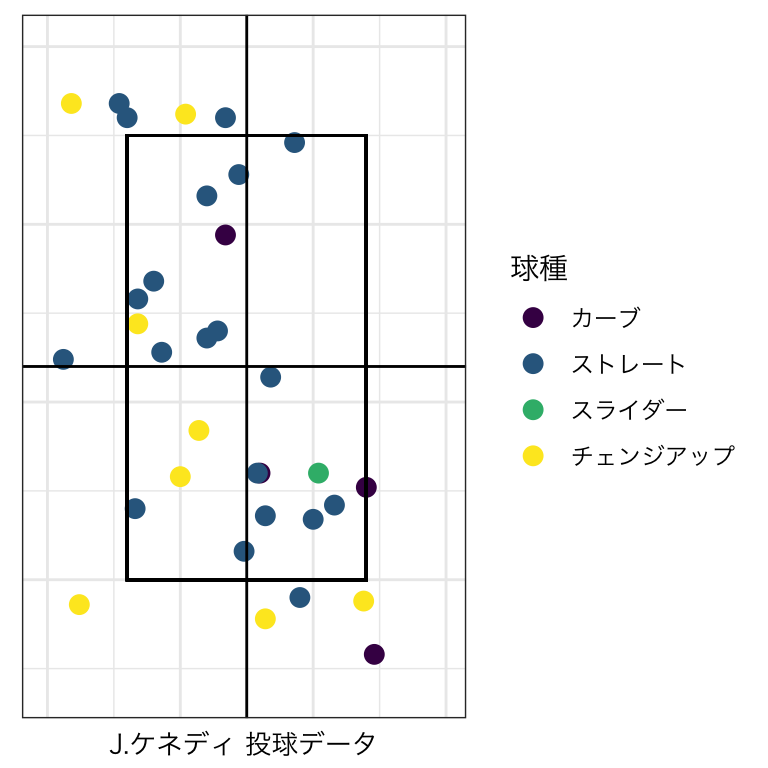 球種
カーブ
ストレート
スライダー
チェンジアップ
J.ケネディ 投球データ